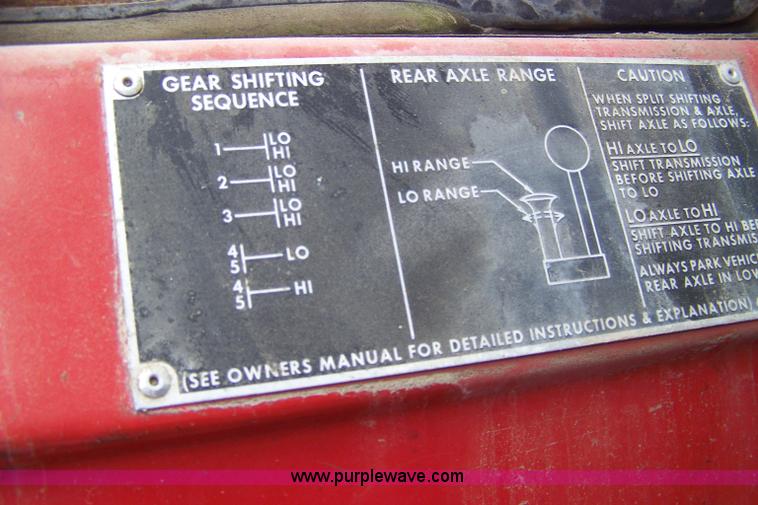 GEAR SHIFTING
SEQUENCE
1 LO
HI
2 LO
HI
3 LO
HI
4
5 LO
4
5 HI
REAR AXLE RANGE
HI RANGE
LO RANGE
CAUTION
WHEN SPLIT SHIFTING
TRANSMISSION & AXLE,
SHIFT AXLE AS FOLLOWS:
HI AXLE TO LO
SHIFT TRANSMISSION
BEFORE SHIFTING AXLE
TO LO
LO AXLE TO HI
SHIFT AXLE TO HI
SHIFTING
ALWAYS PARK
REAR AXLE IN
(SEE OWNERS MANUAL FOR DETAILED INSTRUCTIONS & EXPLANATION)
www.purplewave.com